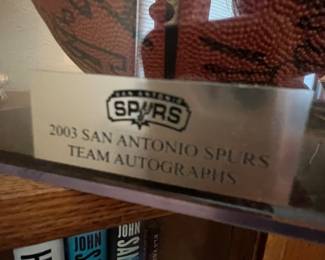 SAN ANTONIO
SPURS
2003 SAN ANTONIO SPURS
TEAM AUTOGRAPHS
JOHN
JOHN